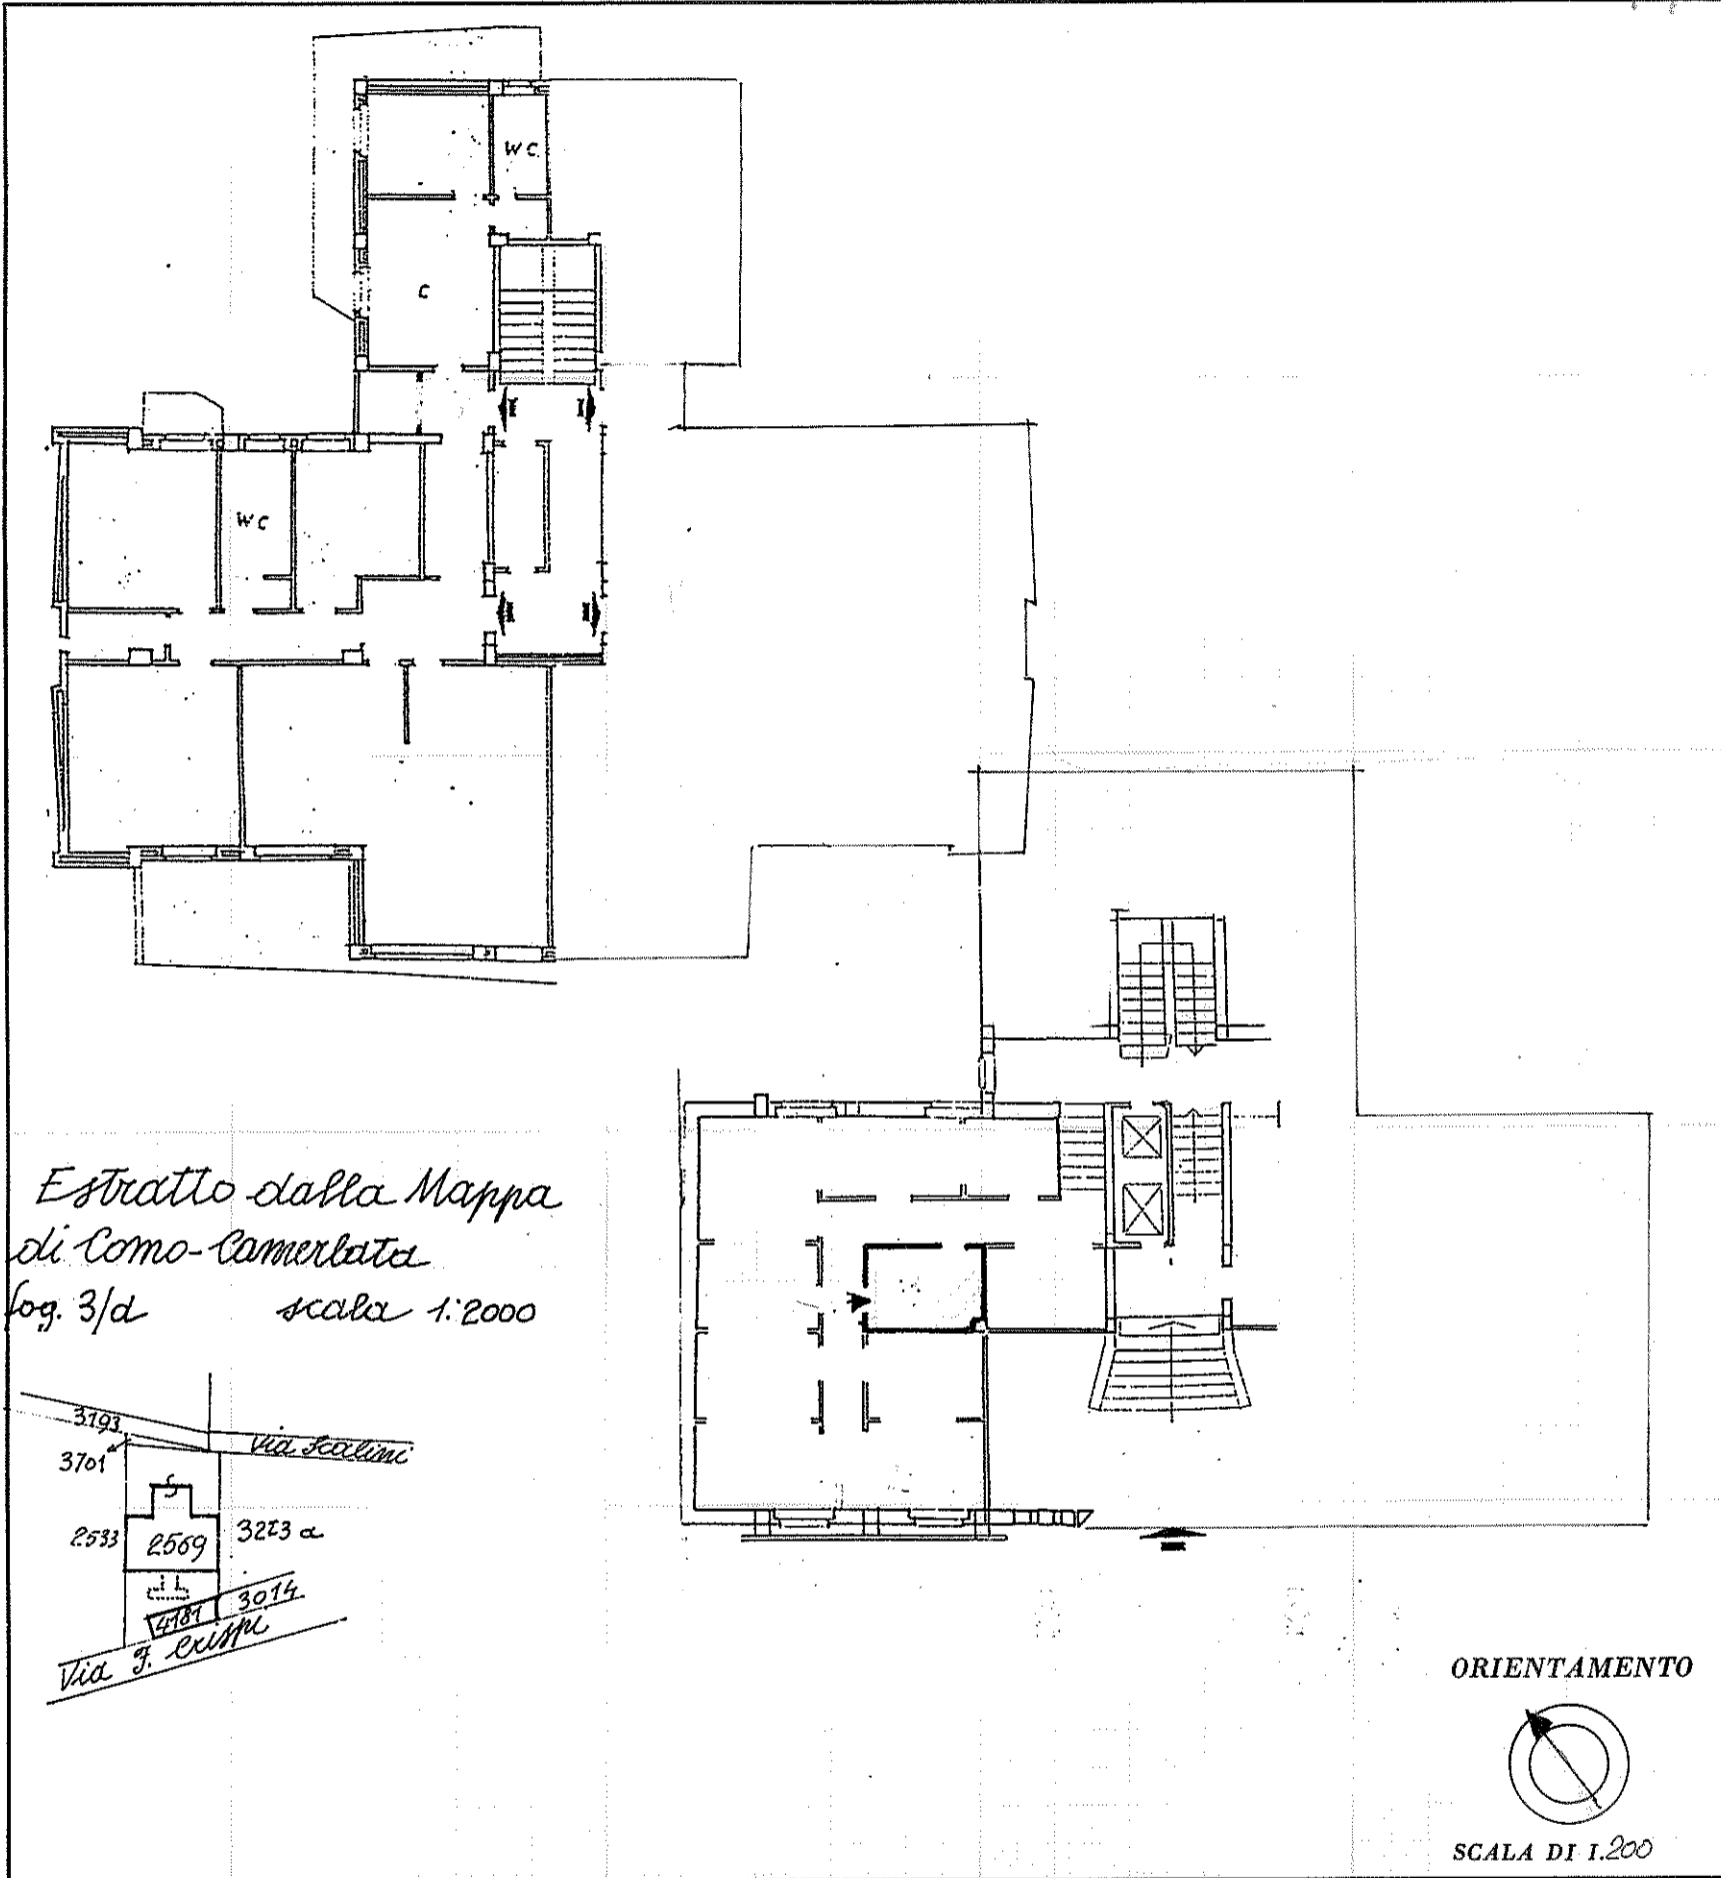 WC
C
WC
Estratto dalla Mappa
di Como-Camerlata
fog. 3/d scala 1:2000
3193
Via Scalini
3701
2533
2569
3273 a
3014
4181
Via F. Crispi
ORIENTAMENTO
SCALA DI 1.200